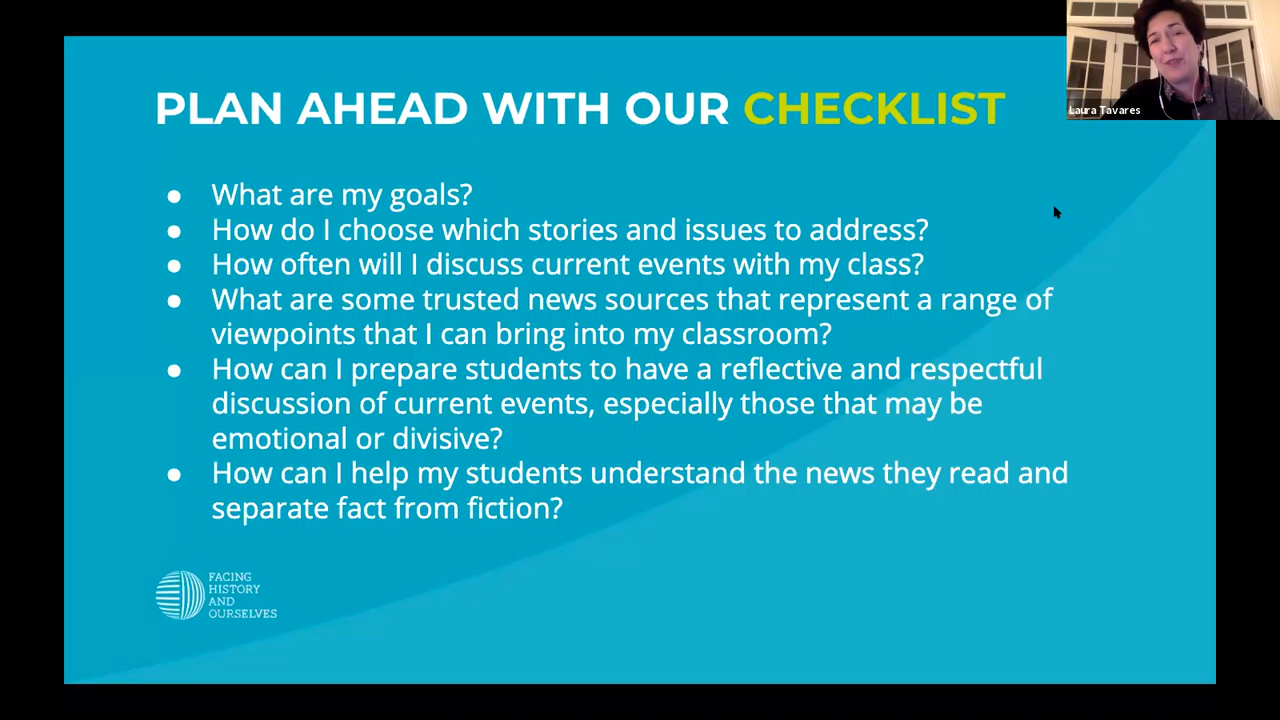 PLAN AHEAD WITH OUR CHECKLIST
Laura Tavares
● What are my goals?
● How do I choose which stories and issues to address?
● How often will I discuss current events with my class?
● What are some trusted news sources that represent a range of
viewpoints that I can bring into my classroom?
● How can I prepare students to have a reflective and respectful
discussion of current events, especially those that may be
emotional or divisive?
● How can I help my students understand the news they read and
separate fact from fiction?
FACING
HISTORY
AND
OURSELVES